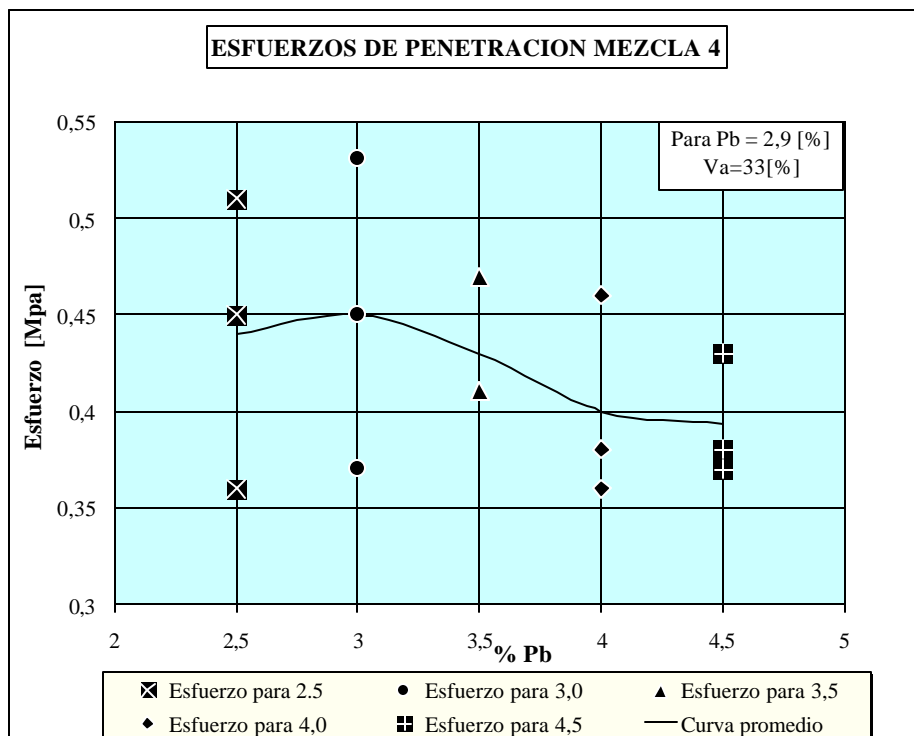 ESFUERZOS DE PENETRACION MEZCLA 4
0,55
0,5
0,45
0,4
0,35
0,3
Esfuerzo [Mpa]
Para Pb = 2,9 [%]
Va=33[%]
2
2,5
3
3,5
4
4,5
5
% Pb
Esfuerzo para 2.5
Esfuerzo para 3,0
Esfuerzo para 3,5
Esfuerzo para 4,0
Esfuerzo para 4,5
Curva promedio